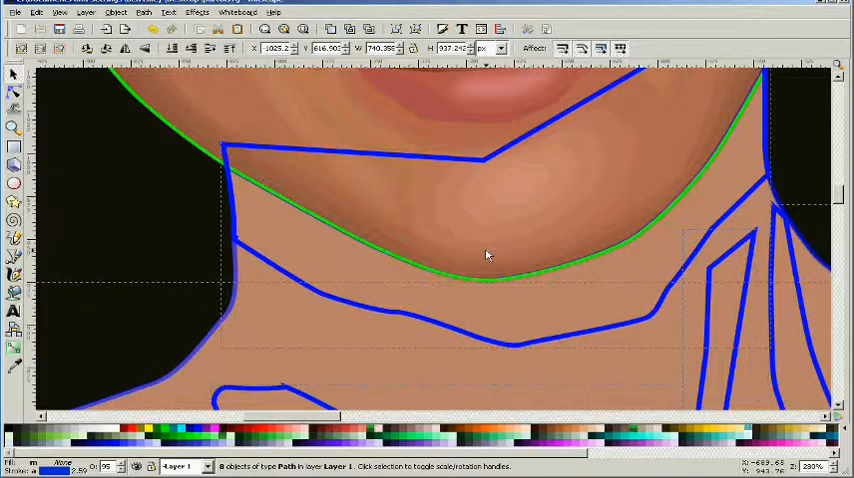 File Edit View Layer Object Path Text Effects Whiteboard Help
X -1025.2 Y 616.903 W 740.358 H 937.242 px Affect:
Fill: m None O: 95 -Layer 1 8 objects of type Path in layer Layer 1. Click selection to toggle scale/rotation handles. X: -689.65 Z: 280%
Stroke: a 2.59 Y: 943.76